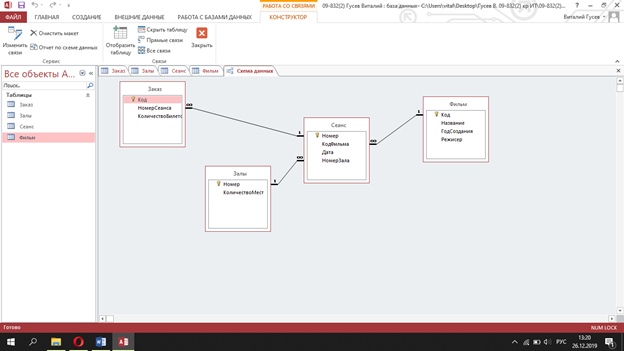 РАБОТА СО СВЯЗЯМИ
09-832(2) Гусев Виталий : база данных- C:\Users\vital\Desktop\Гусев В. 09-832(2) ер ИТ\09-832(2)...
ФАЙЛ ГЛАВНАЯ СОЗДАНИЕ ВНЕШНИЕ ДАННЫЕ РАБОТА С БАЗАМИ ДАННЫХ КОНСТРУКТОР Виталий Гусев
Изменить связи
Очистить макет
Отчет по схеме данных
Отобразить таблицу
Скрыть таблицу
Прямые связи
Все связи
Закрыть
Сервис
Связи
Все объекты A...
Поиск...
Таблицы
Заказ
Залы
Сеанс
Фильм
Заказ Залы Сеанс Фильм Схема данных
Заказ
Код
НомерСеанса
КоличествоБилето
Сеанс
Номер
КодФильма
Дата
НомерЗала
Фильм
Код
Название
ГодСоздания
Режисер
Залы
Номер
КоличествоМест
1 ∞
1 ∞
1 ∞
Готово
NUM LOCK
РУС
13:20
26.12.2019